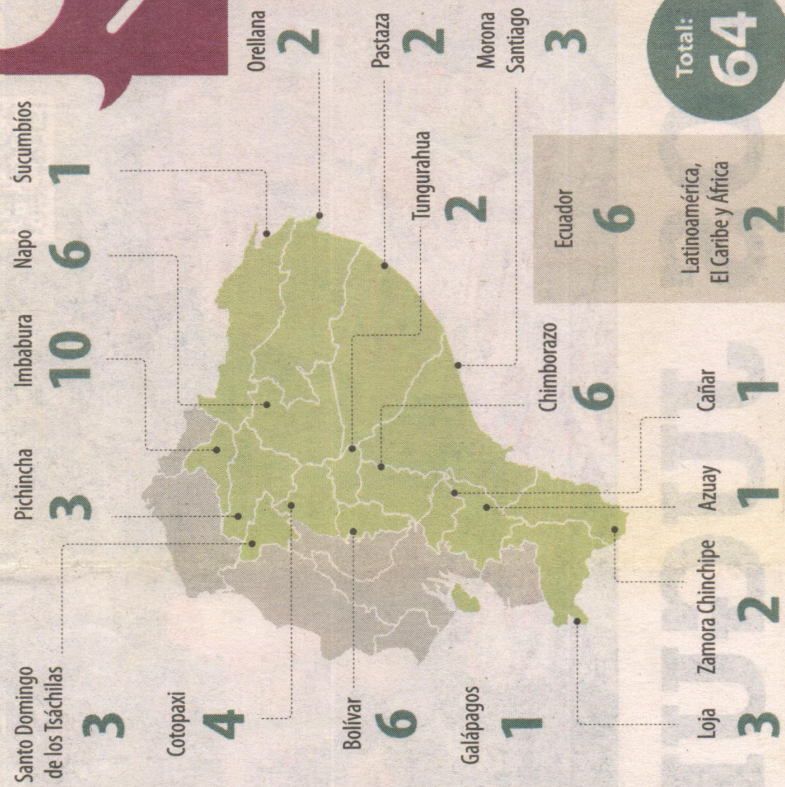 Santo Domingo
de los Tsáchilas
3
Pichincha
3
Imbabura
10
Napo
6
Sucumbíos
1
Cotopaxi
4
Orellana
2
Bolívar
6
Pastaza
2
Tungurahua
2
Galápagos
1
Morona
Santiago
3
Chimborazo
6
Ecuador
6
Latinoamérica,
El Caribe y África
2
Loja
3
Zamora Chinchipe
2
Azuay
1
Cañar
1
Total:
64